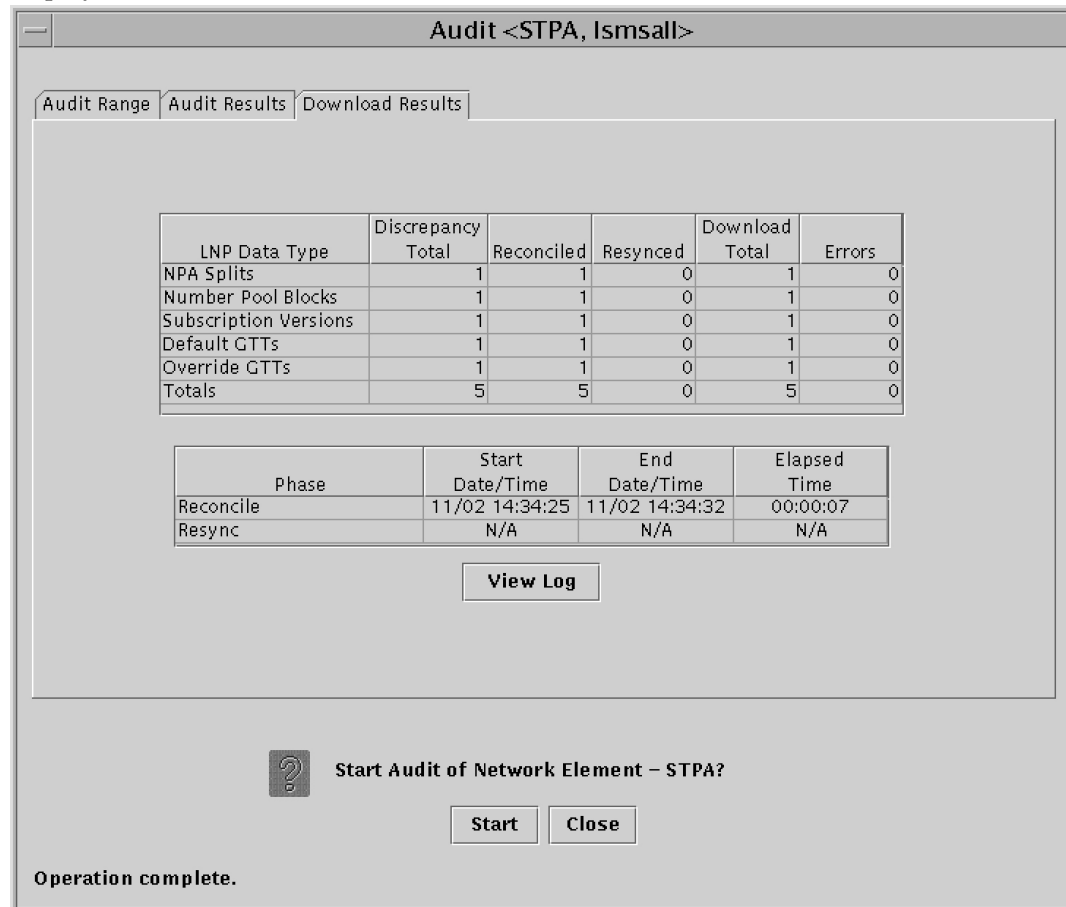 Audit <STPA, lsmsall>
Audit Range Audit Results Download Results
Discrepancy Download
LNP Data Type Total Reconciled Resynced Total Errors
NPA Splits 1 1 0 1 0
Number Pool Blocks 1 1 0 1 0
Subscription Versions 1 1 0 1 0
Default GTTs 1 1 0 1 0
Override GTTs 1 1 0 1 0
Totals 5 5 0 5 0
Start End Elapsed
Phase Date/Time Date/Time Time
Reconcile 11/02 14:34:25 11/02 14:34:32 00:00:07
Resync N/A N/A N/A
View Log
Start Audit of Network Element – STPA?
Start Close
Operation complete.